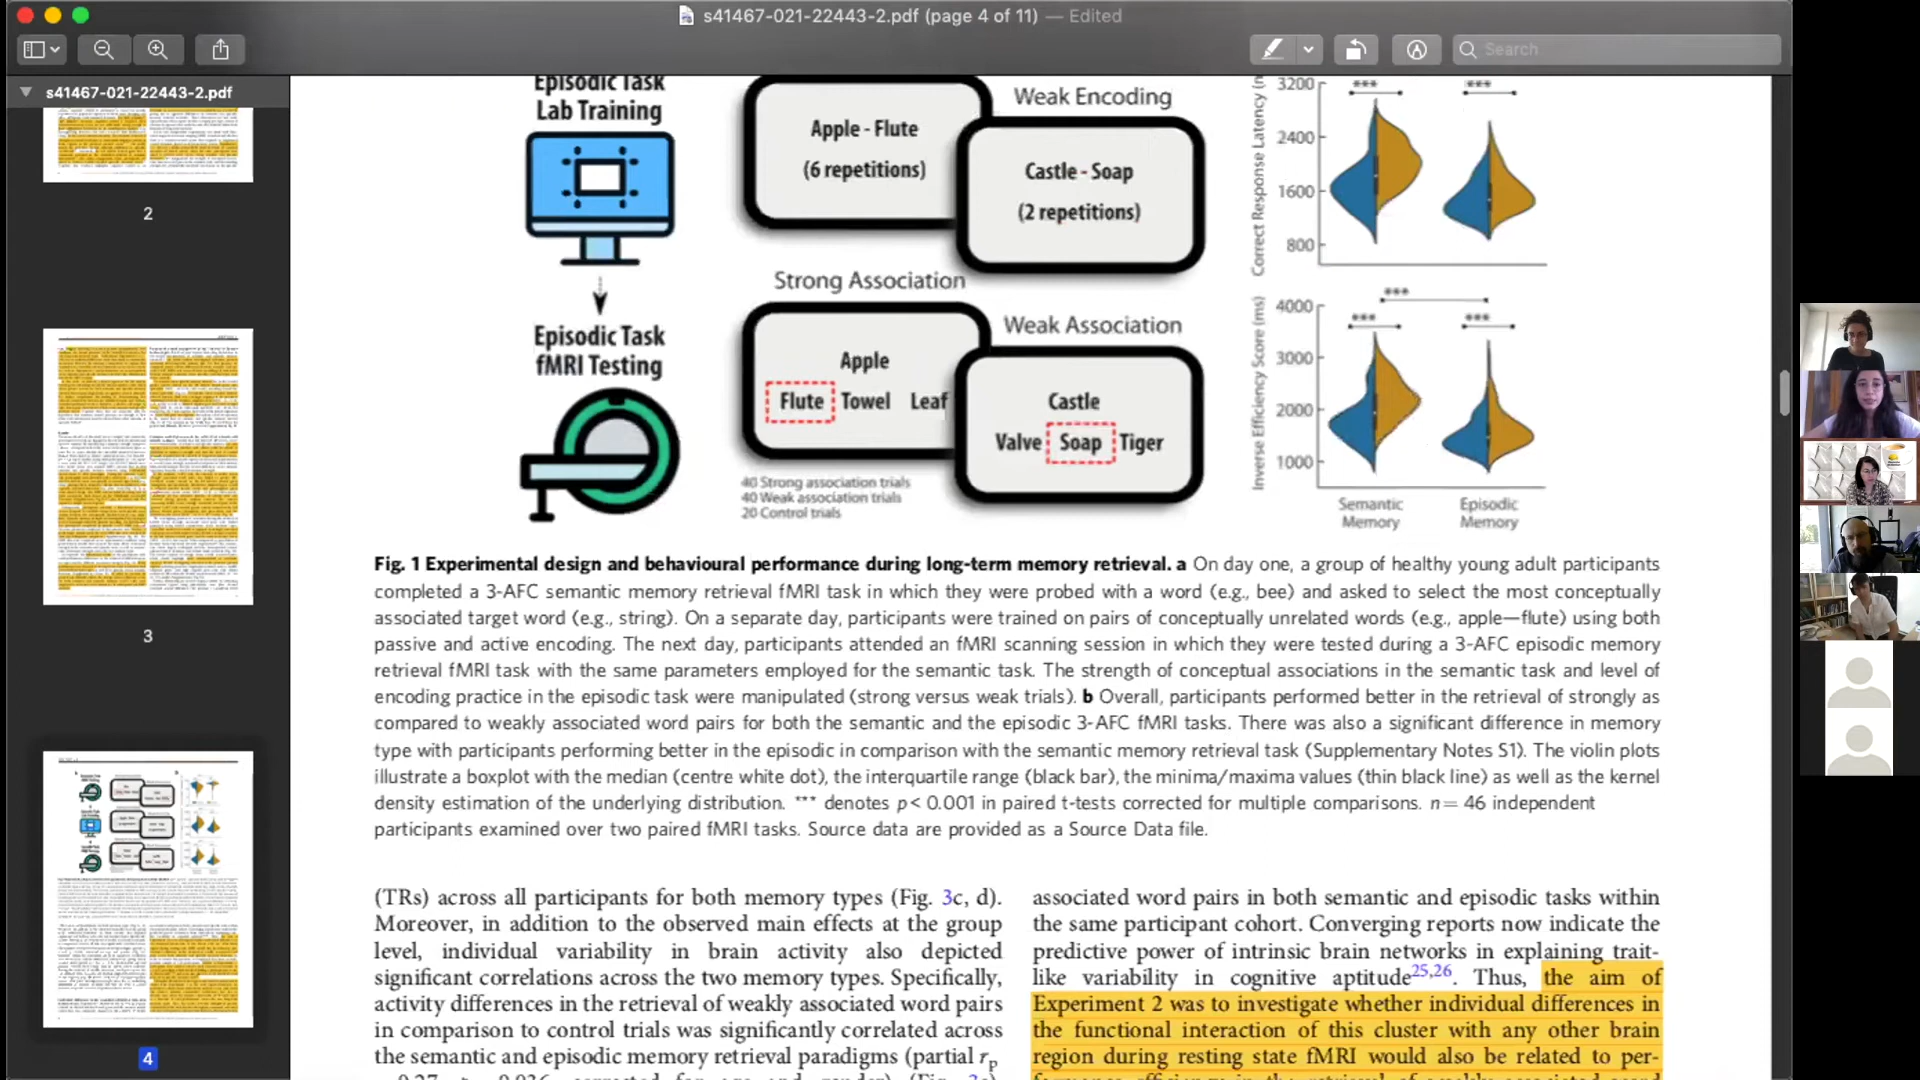 s41467-021-22443-2.pdf (page 4 of 11) — Edited
Search
s41467-021-22443-2.pdf
2
3
4
Episodic Task
Lab Training
Apple - Flute
(6 repetitions)
Weak Encoding
Castle - Soap
(2 repetitions)
Episodic Task
fMRI Testing
Strong Association
Apple
Flute Towel Leaf
Weak Association
Castle
Valve Soap Tiger
40 Strong association trials
40 Weak association trials
20 Control trials
Correct Response Latency
3200
2400
1600
800
*** ***
Inverse Efficiency Score (ms)
4000
3000
2000
1000
***
*** ***
Semantic
Memory
Episodic
Memory
Fig. 1 Experimental design and behavioural performance during long-term memory retrieval. a On day one, a group of healthy young adult participants
completed a 3-AFC semantic memory retrieval fMRI task in which they were probed with a word (e.g., bee) and asked to select the most conceptually
associated target word (e.g., string). On a separate day, participants were trained on pairs of conceptually unrelated words (e.g., apple—flute) using both
passive and active encoding. The next day, participants attended an fMRI scanning session in which they were tested during a 3-AFC episodic memory
retrieval fMRI task with the same parameters employed for the semantic task. The strength of conceptual associations in the semantic task and level of
encoding practice in the episodic task were manipulated (strong versus weak trials). b Overall, participants performed better in the retrieval of strongly as
compared to weakly associated word pairs for both the semantic and the episodic 3-AFC fMRI tasks. There was also a significant difference in memory
type with participants performing better in the episodic in comparison with the semantic memory retrieval task (Supplementary Notes S1). The violin plots
illustrate a boxplot with the median (centre white dot), the interquartile range (black bar), the minima/maxima values (thin black line) as well as the kernel
density estimation of the underlying distribution. *** denotes p < 0.001 in paired t-tests corrected for multiple comparisons. n = 46 independent
participants examined over two paired fMRI tasks. Source data are provided as a Source Data file.
(TRs) across all participants for both memory types (Fig. 3c, d).
Moreover, in addition to the observed main effects at the group
level, individual variability in brain activity also depicted
significant correlations across the two memory types. Specifically,
activity differences in the retrieval of weakly associated word pairs
in comparison to control trials was significantly correlated across
the semantic and episodic memory retrieval paradigms (partial rp
associated word pairs in both semantic and episodic tasks within
the same participant cohort. Converging reports now indicate the
predictive power of intrinsic brain networks in explaining trait-
like variability in cognitive aptitude25,26. Thus, the aim of
Experiment 2 was to investigate whether individual differences in
the functional interaction of this cluster with any other brain
region during resting state fMRI would also be related to per-